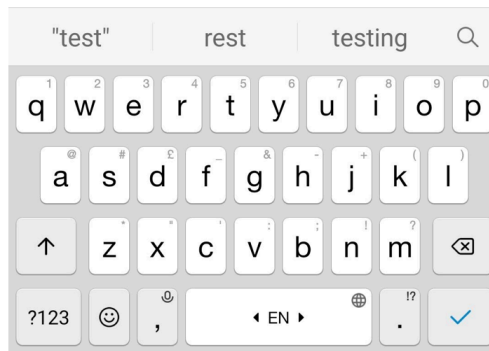 "test" rest testing
1 2 3 4 5 6 7 8 9 0
q w e r t y u i o p
@ # £ _ & - + ( )
a s d f g h j k l
" ' : ; ! ?
z x c v b n m
!?
?123 , EN .